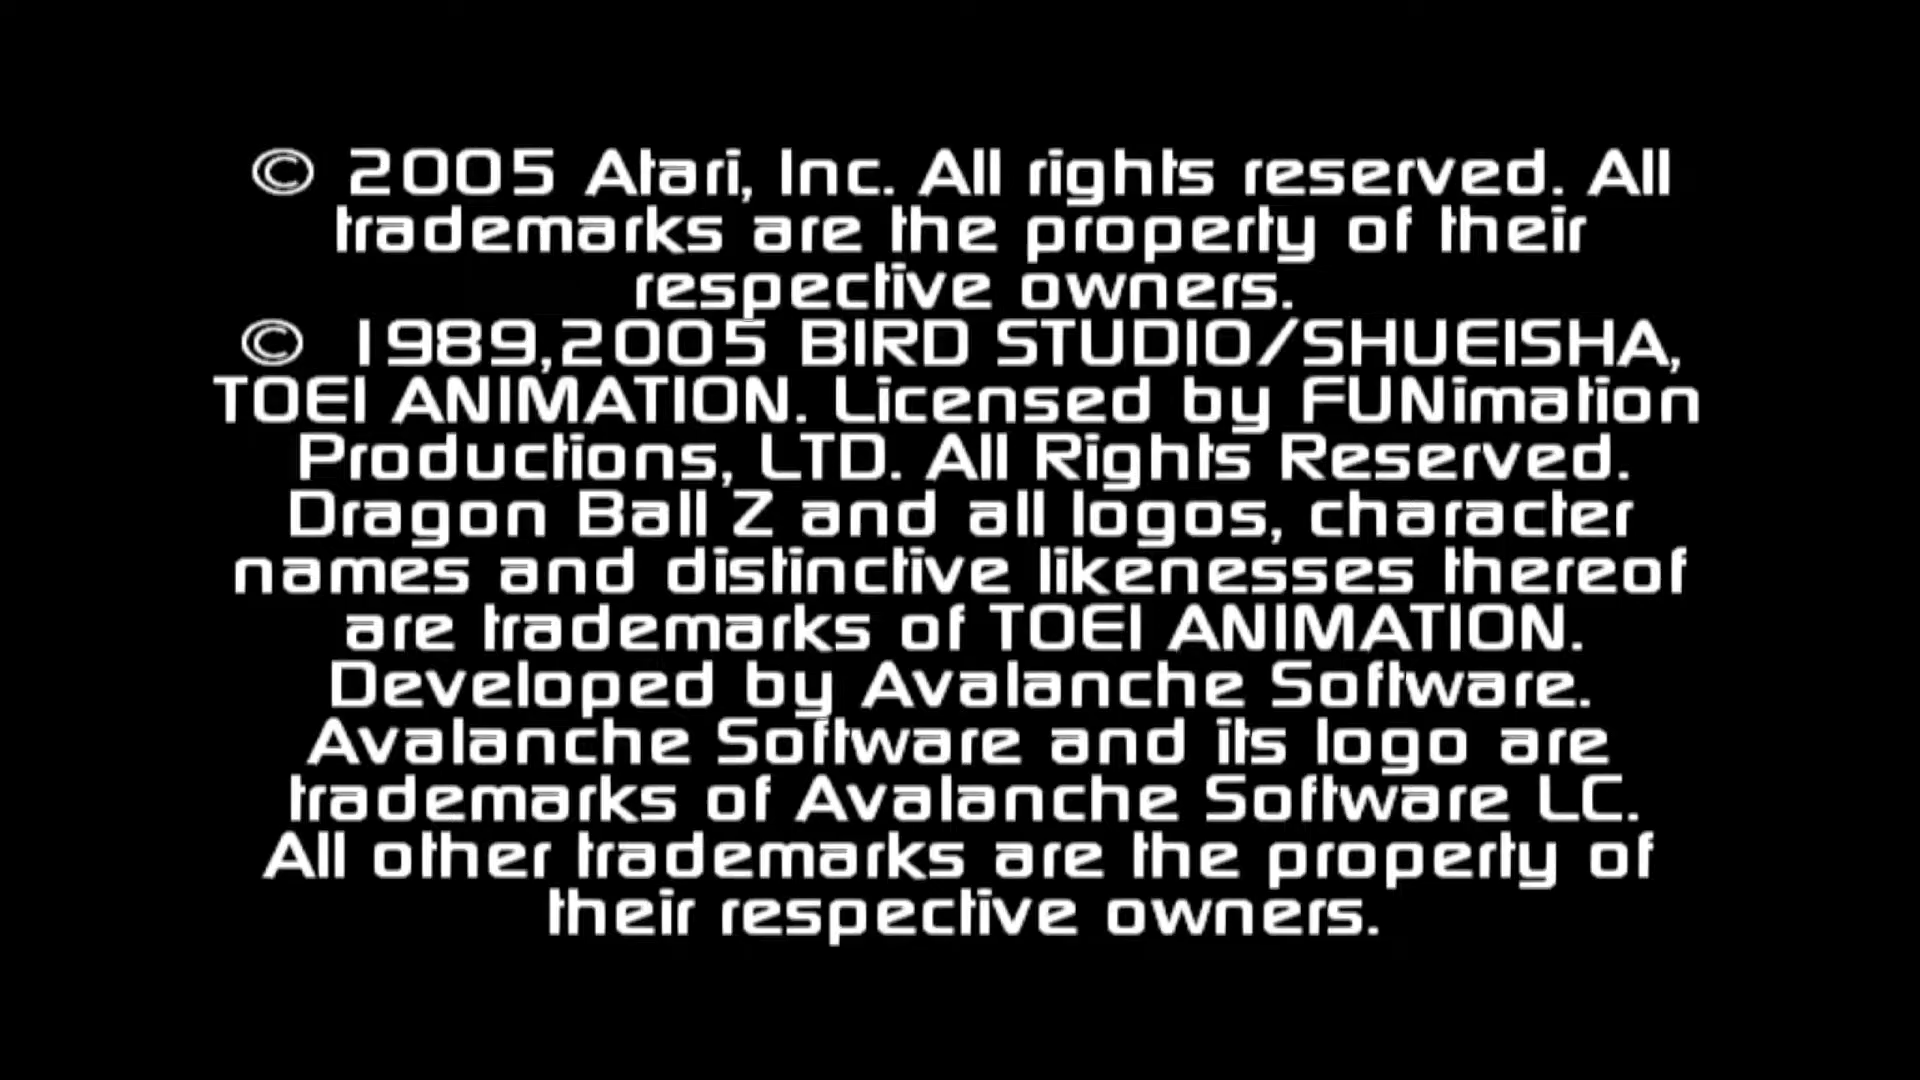 © 2005 Atari, Inc. All rights reserved. All
trademarks are the property of their
respective owners.
© 1989,2005 BIRD STUDIO/SHUEISHA,
TOEI ANIMATION. Licensed by FUNimation
Productions, LTD. All Rights Reserved.
Dragon Ball Z and all logos, character
names and distinctive likenesses thereof
are trademarks of TOEI ANIMATION.
Developed by Avalanche Software.
Avalanche Software and its logo are
trademarks of Avalanche Software LC.
All other trademarks are the property of
their respective owners.